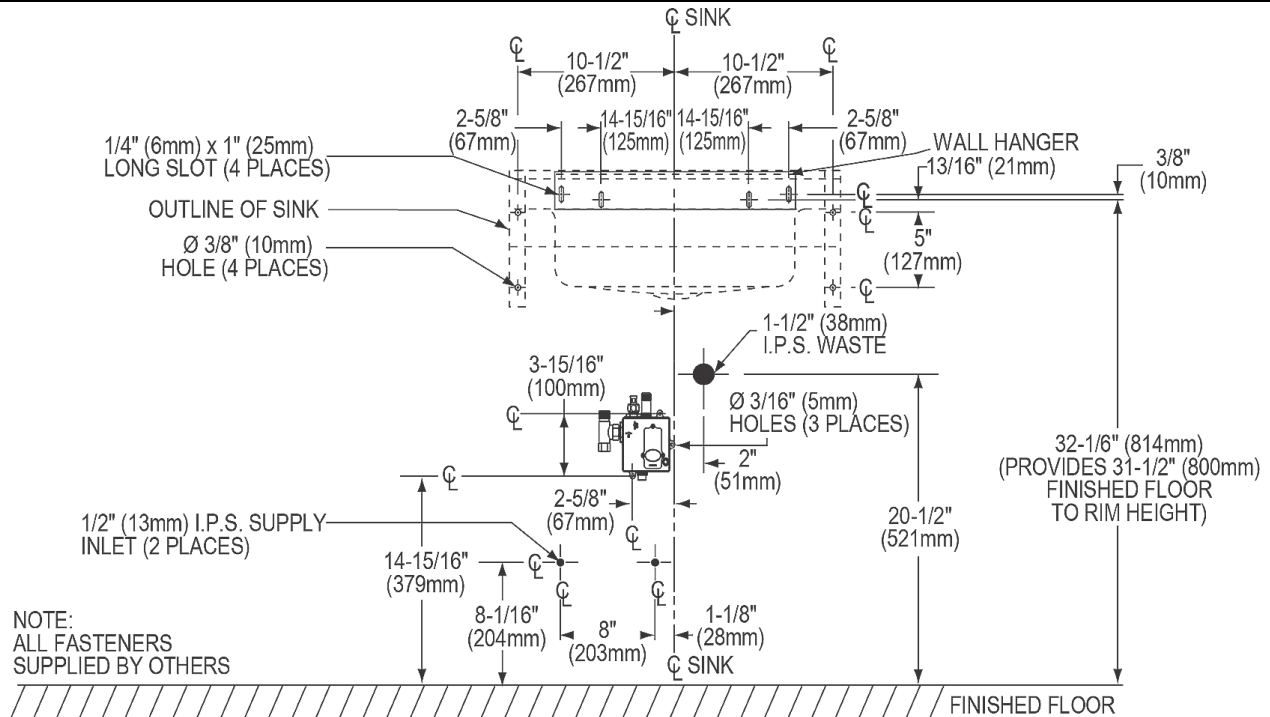 ℄ SINK
℄
℄
10-1/2"
(267mm)
10-1/2"
(267mm)
2-5/8"
(67mm)
14-15/16"
(125mm)
14-15/16"
(125mm)
2-5/8"
(67mm)
1/4" (6mm) x 1" (25mm)
LONG SLOT (4 PLACES)
WALL HANGER
13/16" (21mm)
3/8"
(10mm)
℄
℄
OUTLINE OF SINK
Ø 3/8" (10mm)
HOLE (4 PLACES)
5"
(127mm)
℄
1-1/2" (38mm)
I.P.S. WASTE
3-15/16"
(100mm)
℄
Ø 3/16" (5mm)
HOLES (3 PLACES)
2"
(51mm)
32-1/6" (814mm)
(PROVIDES 31-1/2" (800mm)
FINISHED FLOOR
TO RIM HEIGHT)
℄
2-5/8"
(67mm)
℄
20-1/2"
(521mm)
1/2" (13mm) I.P.S. SUPPLY
INLET (2 PLACES)
14-15/16"
(379mm)
℄
℄
℄
8-1/16"
(204mm)
8"
(203mm)
1-1/8"
(28mm)
℄ SINK
NOTE:
ALL FASTENERS
SUPPLIED BY OTHERS
FINISHED FLOOR